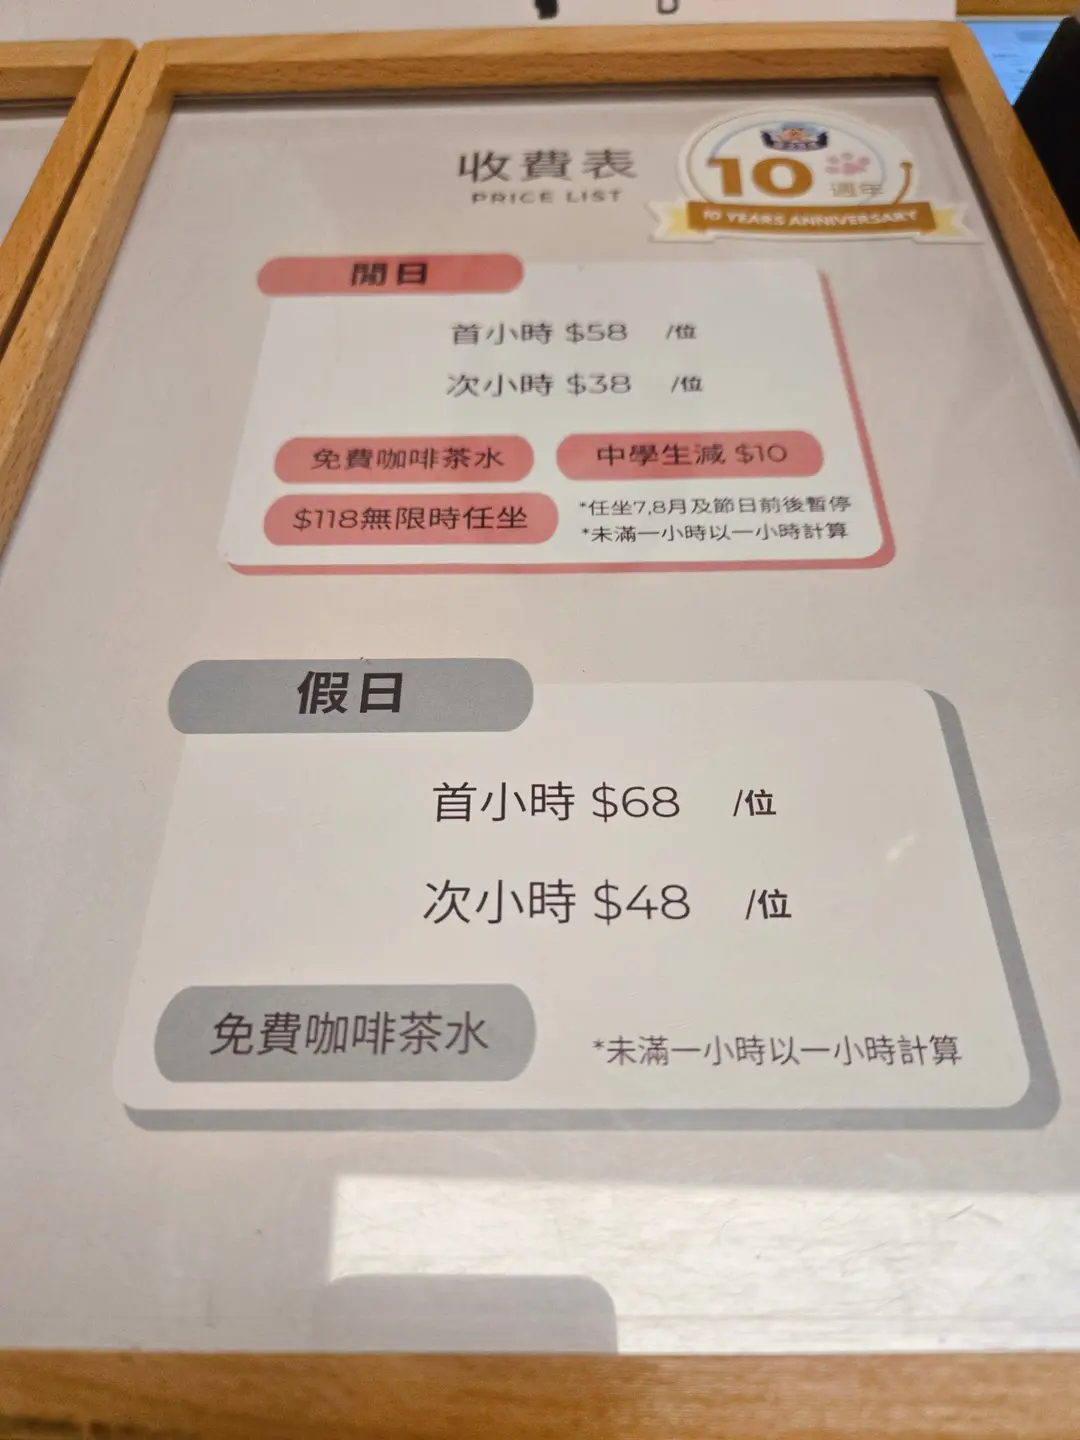 收費表
PRICE LIST
10 週年
10 YEARS ANNIVERSARY
閒日
首小時 $58 /位
次小時 $38 /位
免費咖啡茶水
中學生減 $10
$118無限時任坐
*任坐7,8月及節日前後暫停
*未滿一小時以一小時計算
假日
首小時 $68 /位
次小時 $48 /位
免費咖啡茶水
*未滿一小時以一小時計算